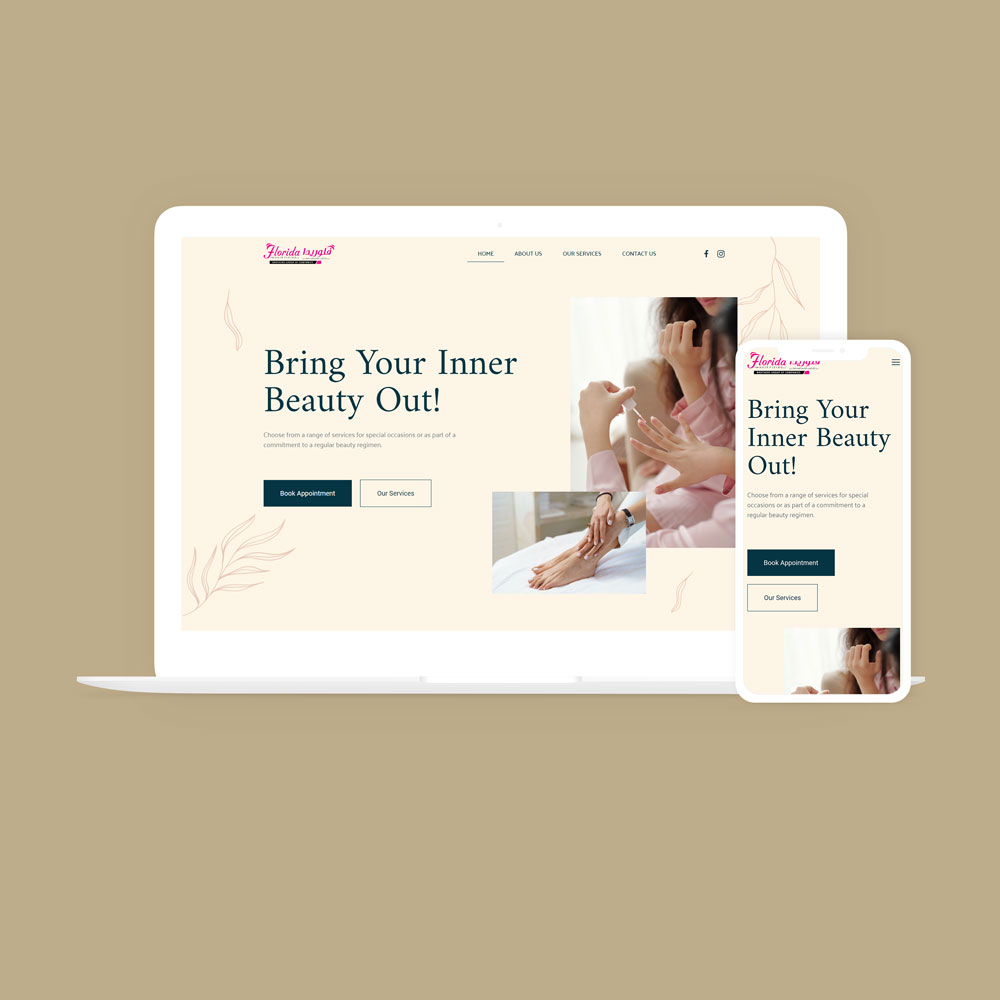 Florida فلوريدا
HOME
ABOUT US
OUR SERVICES
CONTACT US
Bring Your Inner
Beauty Out!
Choose from a range of services for special occasions or as part of a
commitment to a regular beauty regimen.
Book Appointment
Our Services
Florida فلوريدا
Bring Your
Inner Beauty
Out!
Choose from a range of services for special
occasions or as part of a commitment to a
regular beauty regimen.
Book Appointment
Our Services